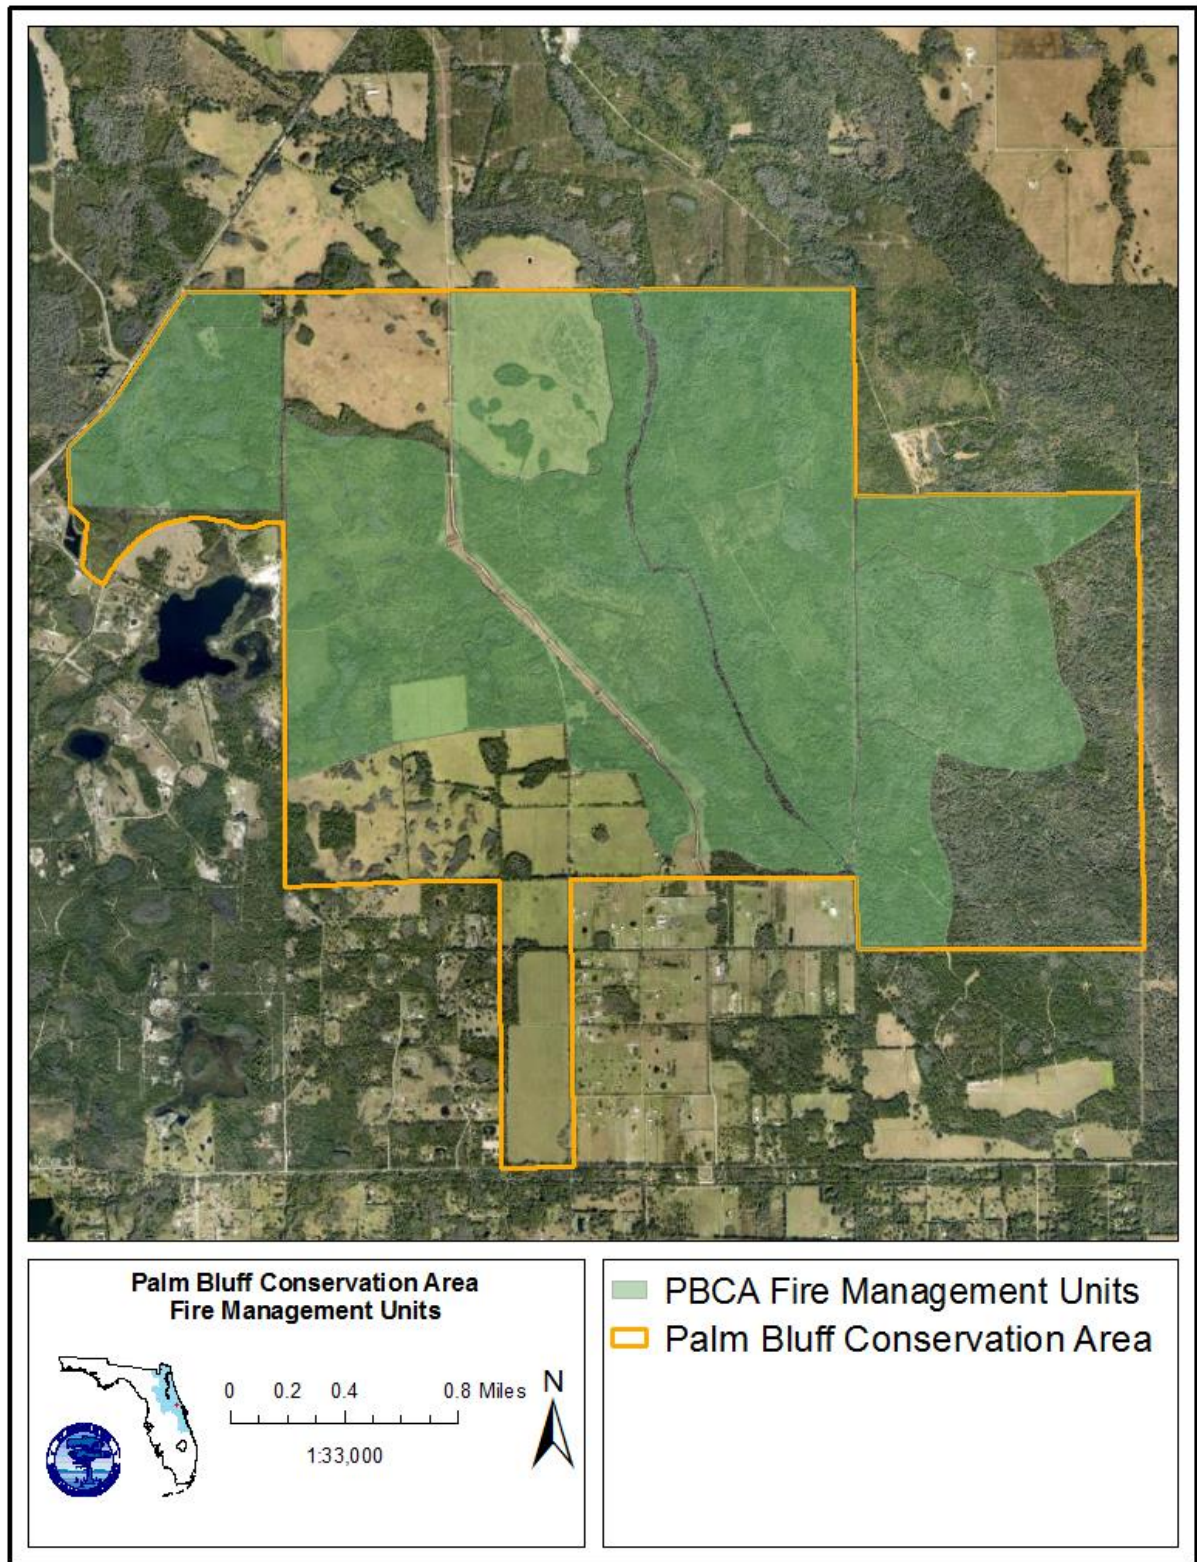 Palm Bluff Conservation Area
Fire Management Units
0 0.2 0.4 0.8 Miles
1:33,000
N
PBCA Fire Management Units
Palm Bluff Conservation Area